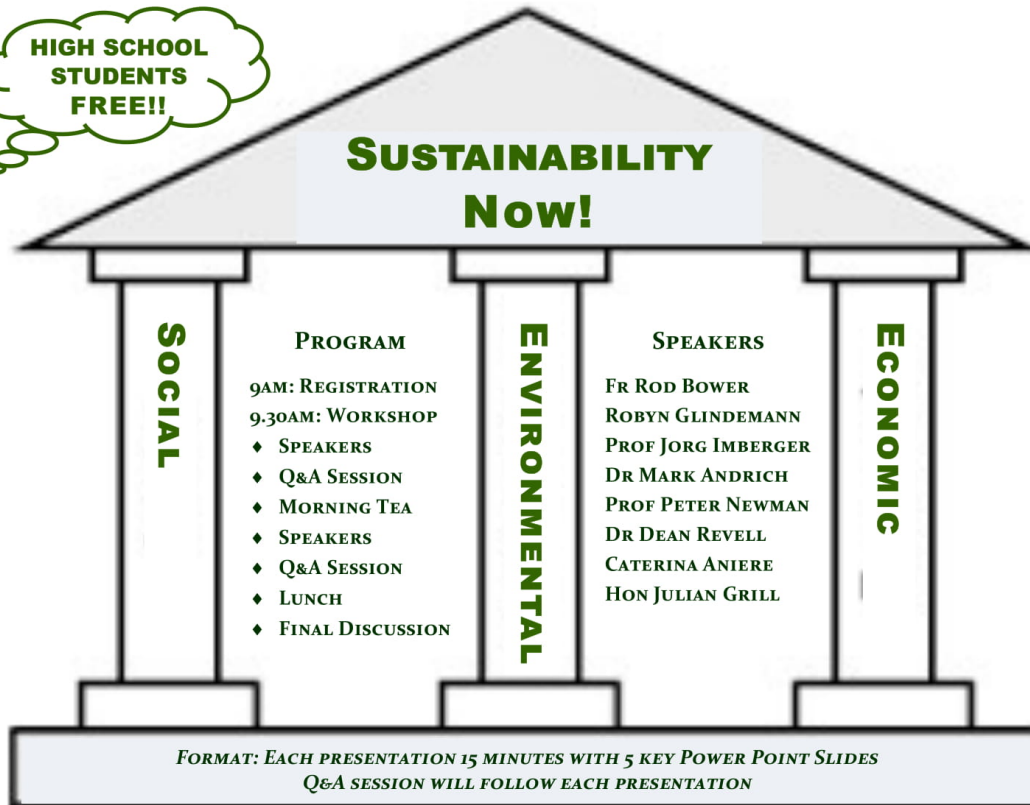 HIGH SCHOOL
STUDENTS
FREE!!
SUSTAINABILITY
NOW!
SOCIAL
PROGRAM
9AM: REGISTRATION
9.30AM: WORKSHOP
♦ SPEAKERS
♦ Q&A SESSION
♦ MORNING TEA
♦ SPEAKERS
♦ Q&A SESSION
♦ LUNCH
♦ FINAL DISCUSSION
ENVIRONMENTAL
SPEAKERS
FR ROD BOWER
ROBYN GLINDEMANN
PROF JORG IMBERGER
DR MARK ANDRICH
PROF PETER NEWMAN
DR DEAN REVELL
CATERINA ANIERE
HON JULIAN GRILL
ECONOMIC
FORMAT: EACH PRESENTATION 15 MINUTES WITH 5 KEY POWER POINT SLIDES
Q&A SESSION WILL FOLLOW EACH PRESENTATION